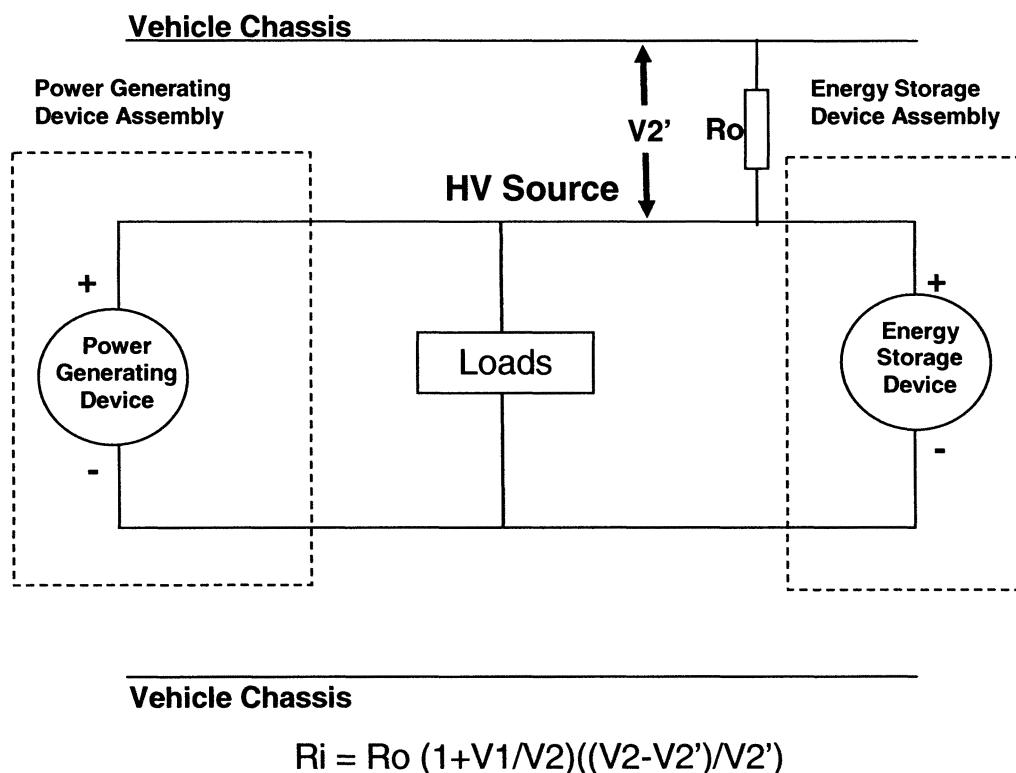 Vehicle Chassis
Power Generating
Device Assembly
Energy Storage
Device Assembly
V2’
Ro
HV Source
+
+
Power
Generating
Device
Loads
Energy
Storage
Device
-
-
Vehicle Chassis
Ri = Ro (1+V1/V2)((V2-V2’)/V2’)